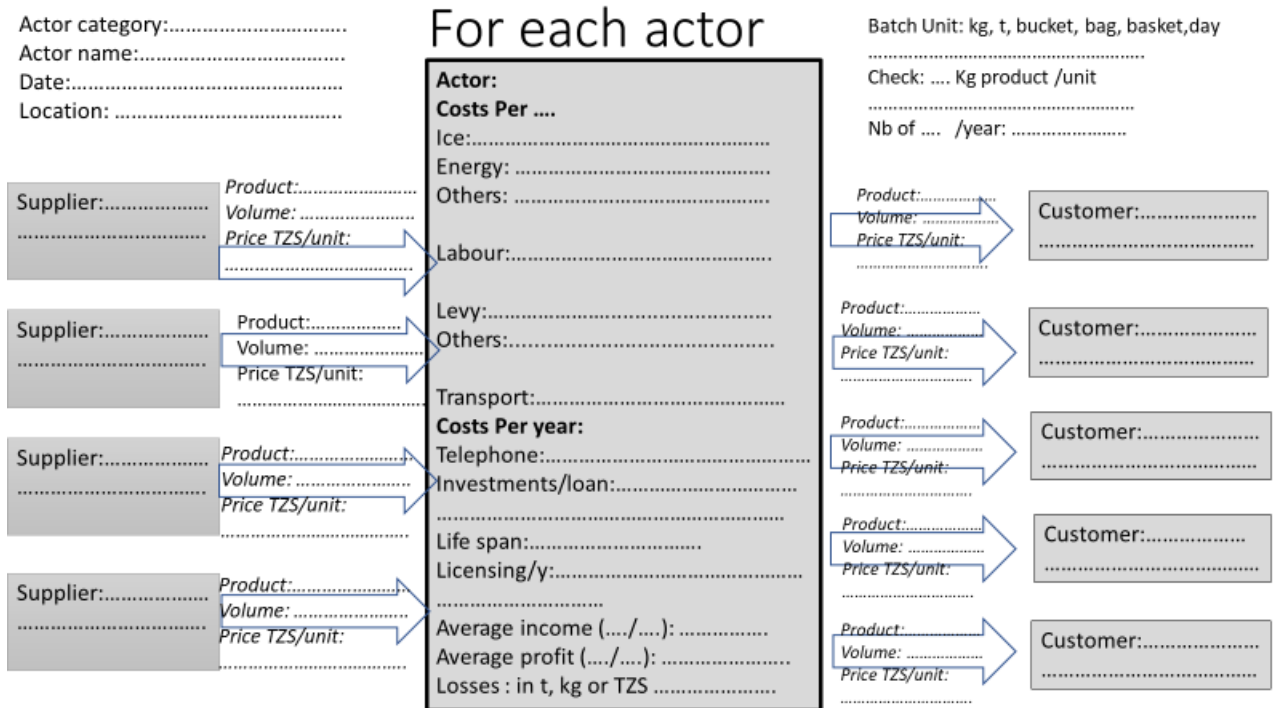 For each actor
Actor category:……………………..
Actor name:…………………………
Date:…………………………………
Location: ……………………………..
Batch Unit: kg, t, bucket, bag, basket,day
……………………………………….
Check: …. Kg product /unit
……………………………………..
Nb of …. /year: …………………..
Supplier:……………
……………………….
Product:………………….
Volume: ………………….
Price TZS/unit:
……………………………….
Supplier:……………
……………………….
Product:………………
Volume: ………………….
Price TZS/unit:
……………………………….
Supplier:……………
……………………….
Product:………………….
Volume: ………………….
Price TZS/unit:
……………………………….
Supplier:……………
……………………….
Product:………………….
Volume: ………………….
Price TZS/unit:
……………………………….
Actor:
Costs Per ….
Ice:………………………………………
Energy: …………………………………
Others: …………………………………
Labour:…………………………………
Levy:……………………………………
Others:…………………………………
Transport:………………………………
Costs Per year:
Telephone:…………………………………
Investments/loan:………………………
………………………………………………
Life span:……………………..
Licensing/y:………………………………
……………………
Average income (…./….): …………….
Average profit (…./….): ………………..
Losses : in t, kg or TZS ……………….
Product:………………….
Volume: ………………….
Price TZS/unit:
……………………………….
Customer:………………
……………………………
Product:………………….
Volume: ………………….
Price TZS/unit:
……………………………….
Customer:………………
……………………………
Product:………………….
Volume: ………………….
Price TZS/unit:
……………………………….
Customer:………………
……………………………
Product:………………….
Volume: ………………….
Price TZS/unit:
……………………………….
Customer:……………
……………………………
Product:………………….
Volume: ………………….
Price TZS/unit:
……………………………….
Customer:………………
……………………………